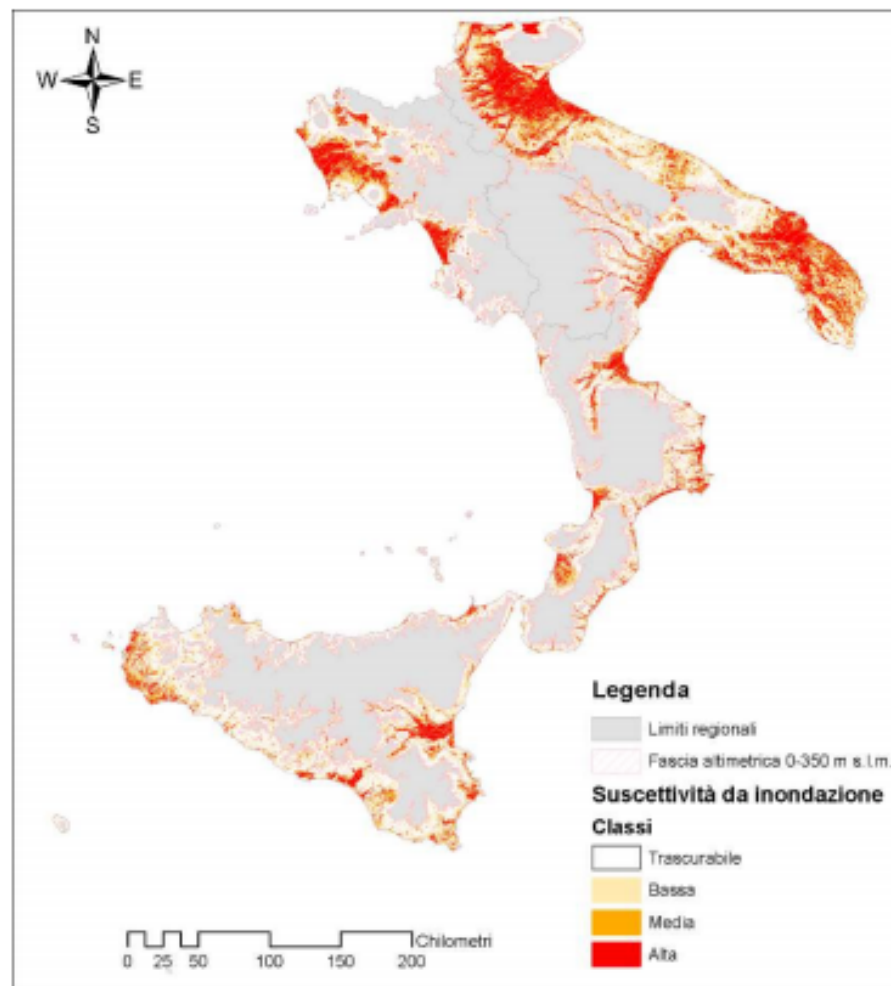 N
W E
S
Legenda
Limiti regionali
Fascia altimetrica 0-350 m s.l.m.
Suscettività da inondazione
Classi
Trascurabile
Bassa
Media
Alta
Chilometri
0 25 50 100 150 200